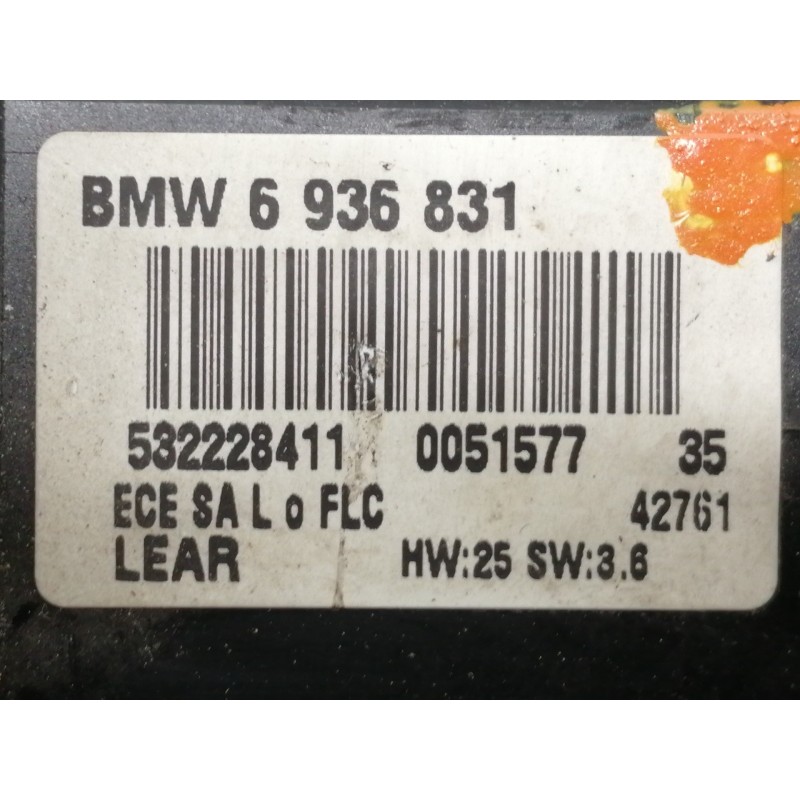 BMW 6 936 831
532228411 0051577 35
ECE SA L o FLC 42761
LEAR HW:25 SW:3.6